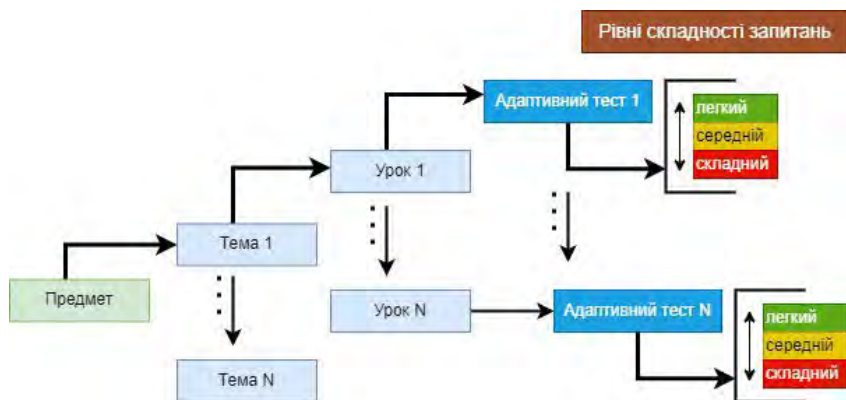 Рівні складності запитань
Адаптивний тест 1
легкий
середній
складний
Урок 1
Тема 1
Предмет
Урок N
Адаптивний тест N
легкий
середній
складний
Тема N